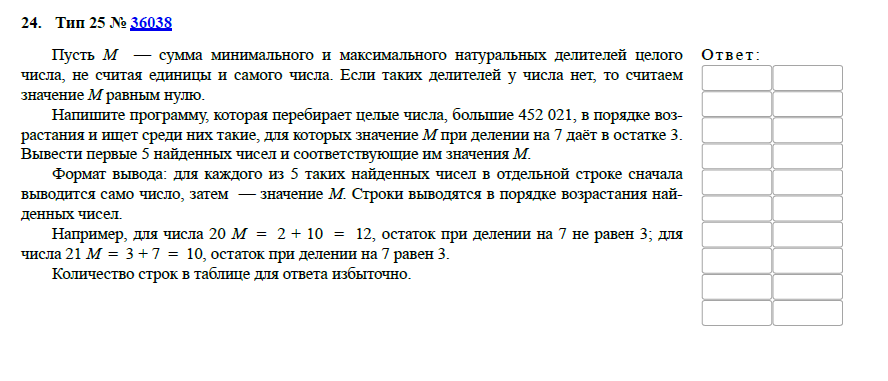 24. Тип 25 № 36038
Пусть M — сумма минимального и максимального натуральных делителей целого
числа, не считая единицы и самого числа. Если таких делителей у числа нет, то считаем
значение M равным нулю.
Напишите программу, которая перебирает целые числа, большие 452 021, в порядке воз-
растания и ищет среди них такие, для которых значение M при делении на 7 даёт в остатке 3.
Вывести первые 5 найденных чисел и соответствующие им значения M.
Формат вывода: для каждого из 5 таких найденных чисел в отдельной строке сначала
выводится само число, затем — значение M. Строки выводятся в порядке возрастания най-
денных чисел.
Например, для числа 20 M = 2 + 10 = 12, остаток при делении на 7 не равен 3; для
числа 21 M = 3 + 7 = 10, остаток при делении на 7 равен 3.
Количество строк в таблице для ответа избыточно.
Ответ: